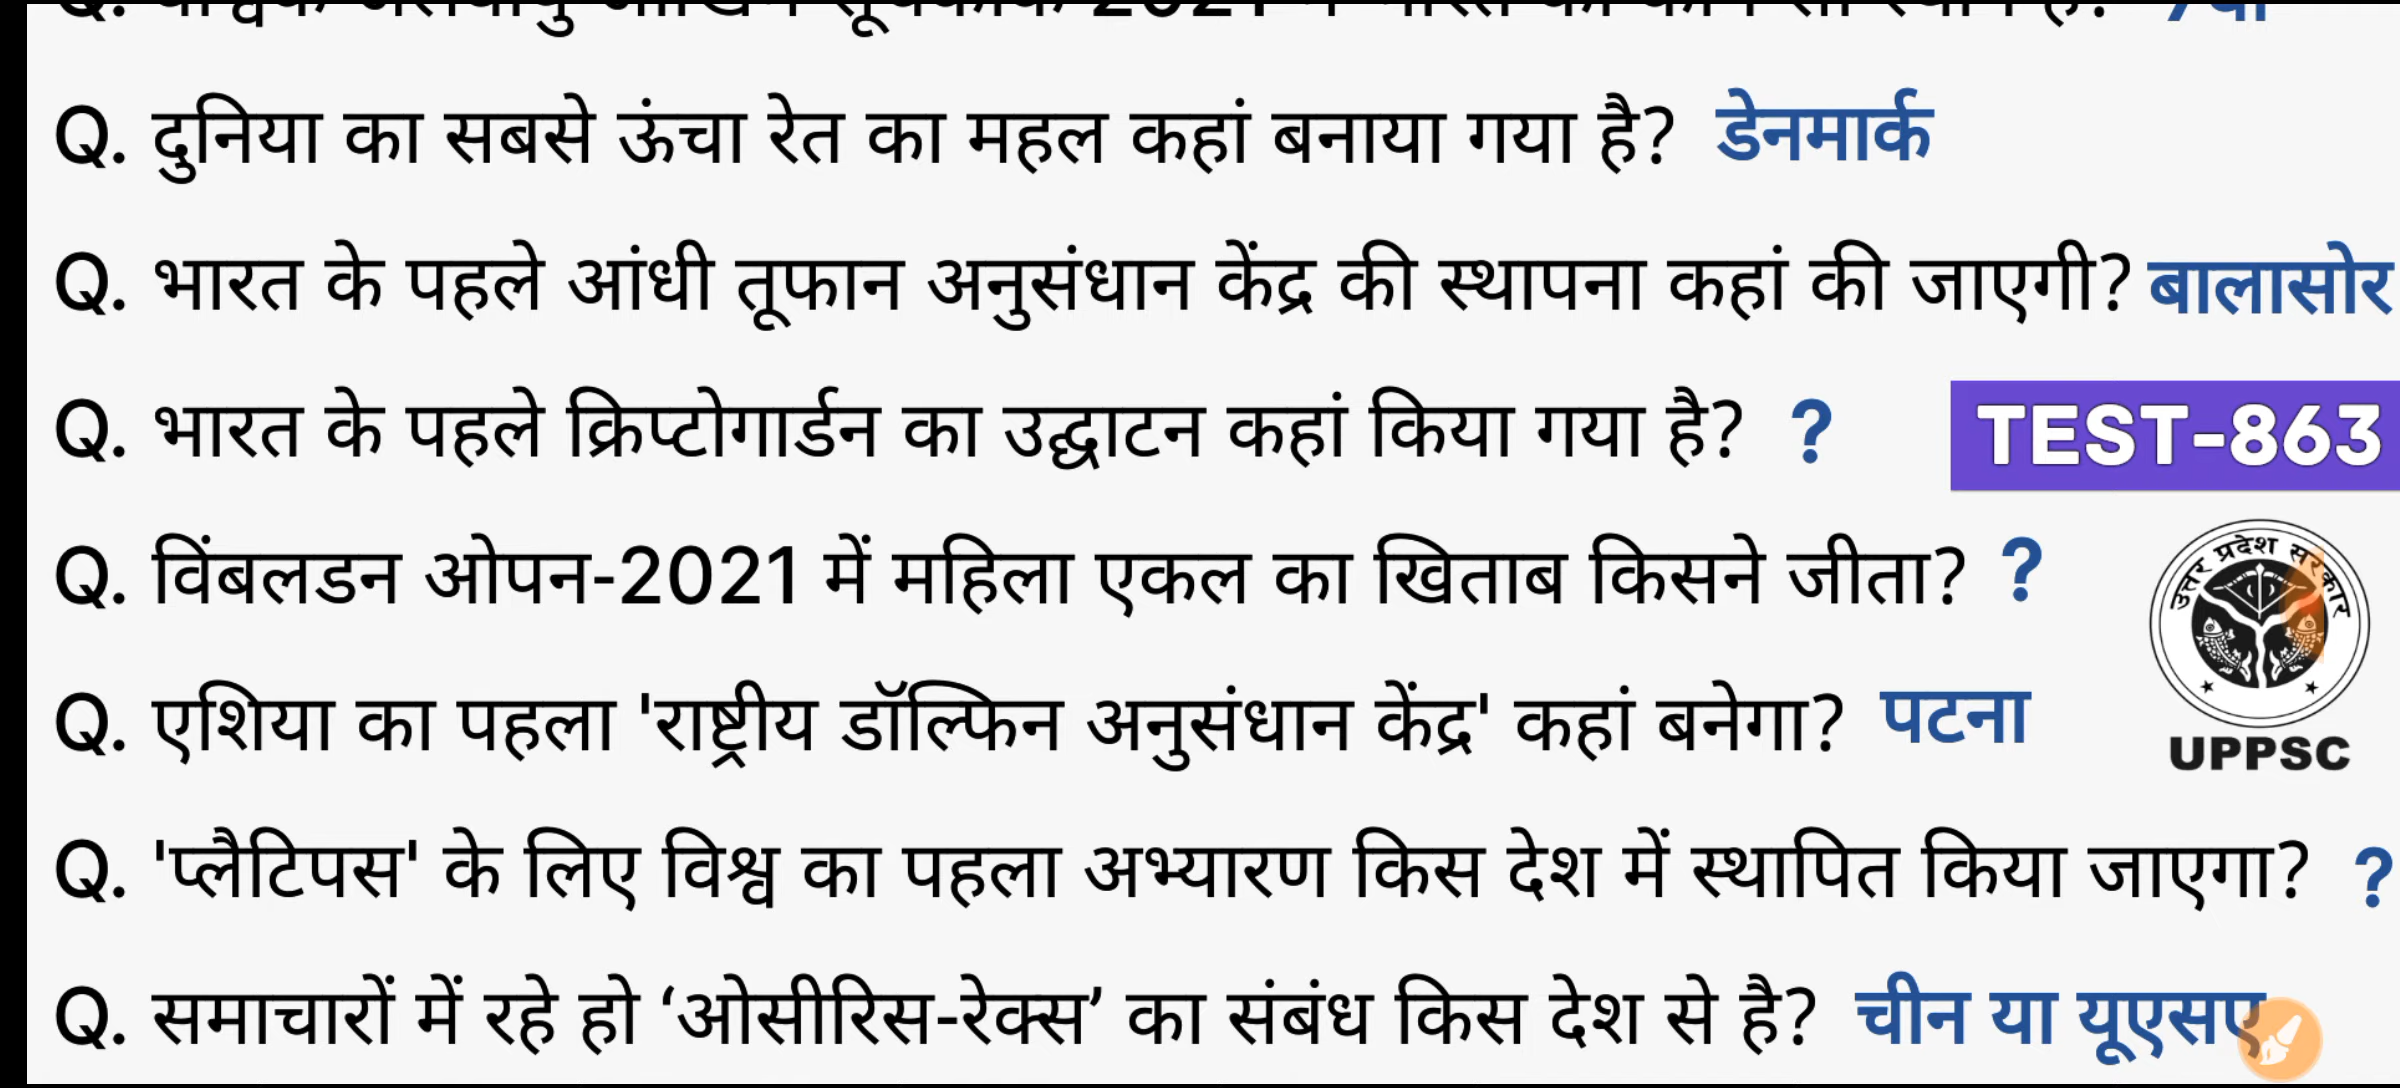 2021
Q. दुनिया का सबसे ऊंचा रेत का महल कहां बनाया गया है? डेनमार्क
Q. भारत के पहले आंधी तूफान अनुसंधान केंद्र की स्थापना कहां की जाएगी? बालासोर
Q. भारत के पहले क्रिप्टोगार्डन का उद्घाटन कहां किया गया है? ?
TEST-863
Q. विंबलडन ओपन-2021 में महिला एकल का खिताब किसने जीता? ?
उत्तर प्रदेश सरकार
Q. एशिया का पहला 'राष्ट्रीय डॉल्फिन अनुसंधान केंद्र' कहां बनेगा? पटना
UPPSC
Q. 'प्लैटिपस' के लिए विश्व का पहला अभ्यारण किस देश में स्थापित किया जाएगा? ?
Q. समाचारों में रहे हो ‘ओसीरिस-रेक्स’ का संबंध किस देश से है? चीन या यूएसए